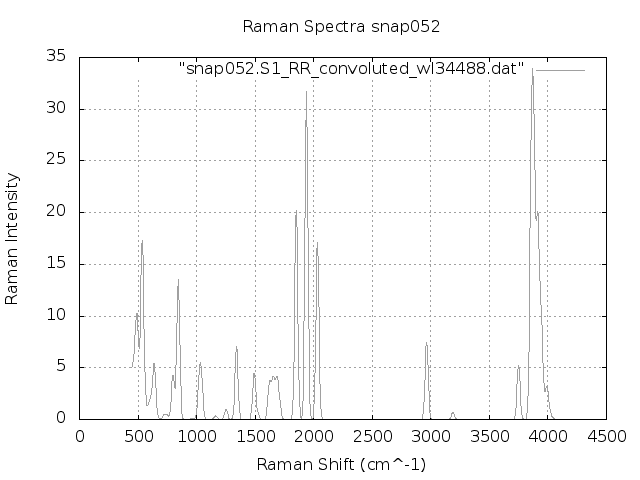 Raman Spectra snap052
"snap052.S1_RR_convoluted_wl34488.dat"
Raman Intensity
35
30
25
20
15
10
5
0
0 500 1000 1500 2000 2500 3000 3500 4000 4500
Raman Shift (cm^-1)